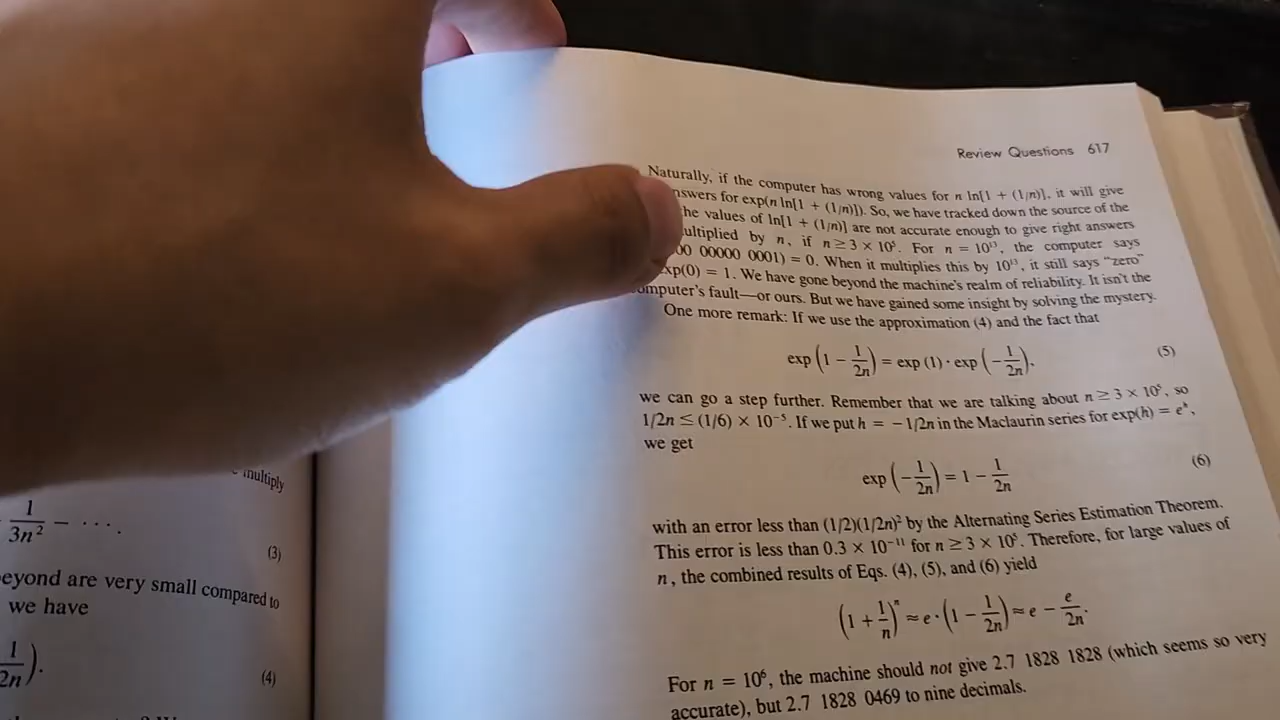 multiply
1/3n² − · · · .
(3)
eyond are very small compared to
we have
1/2n).
(4)
Review Questions 617
Naturally, if the computer has wrong values for n ln[1 + (1/n)], it will give
nswers for exp(n ln[1 + (1/n)]). So, we have tracked down the source of the
he values of ln[1 + (1/n)] are not accurate enough to give right answers
ultiplied by n, if n ≥ 3 × 10⁵. For n = 10¹³, the computer says
00 00000 0001) = 0. When it multiplies this by 10¹³, it still says "zero"
exp(0) = 1. We have gone beyond the machine's realm of reliability. It isn't the
omputer's fault—or ours. But we have gained some insight by solving the mystery.
One more remark: If we use the approximation (4) and the fact that
exp (1 − 1/2n) = exp (1) · exp (− 1/2n). (5)
we can go a step further. Remember that we are talking about n ≥ 3 × 10⁵, so
1/2n ≤ (1/6) × 10⁻⁵. If we put h = −1/2n in the Maclaurin series for exp(h) = eʰ,
we get
exp (− 1/2n) = 1 − 1/2n (6)
with an error less than (1/2)(1/2n)² by the Alternating Series Estimation Theorem.
This error is less than 0.3 × 10⁻¹¹ for n ≥ 3 × 10⁵. Therefore, for large values of
n, the combined results of Eqs. (4), (5), and (6) yield
(1 + 1/n)ⁿ ≈ e · (1 − 1/2n) ≈ e − e/2n.
For n = 10⁶, the machine should not give 2.7 1828 1828 (which seems so very
accurate), but 2.7 1828 0469 to nine decimals.